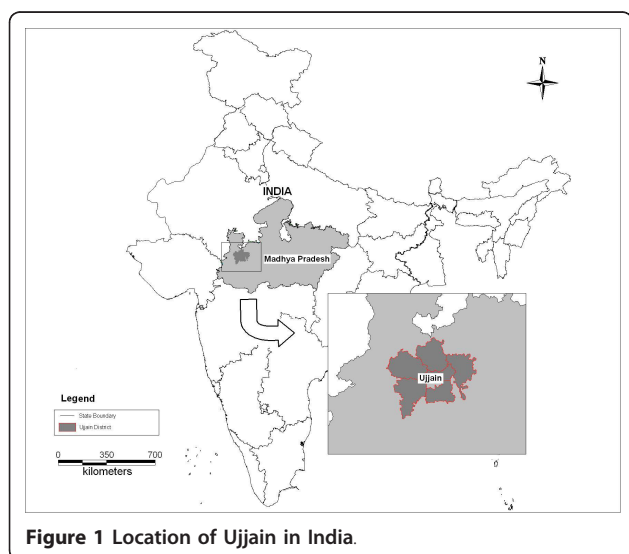 N
INDIA
Madhya Pradesh
Ujjain
Legend
State Boundary
Ujjain District
0 350 700
kilometers
Figure 1 Location of Ujjain in India.